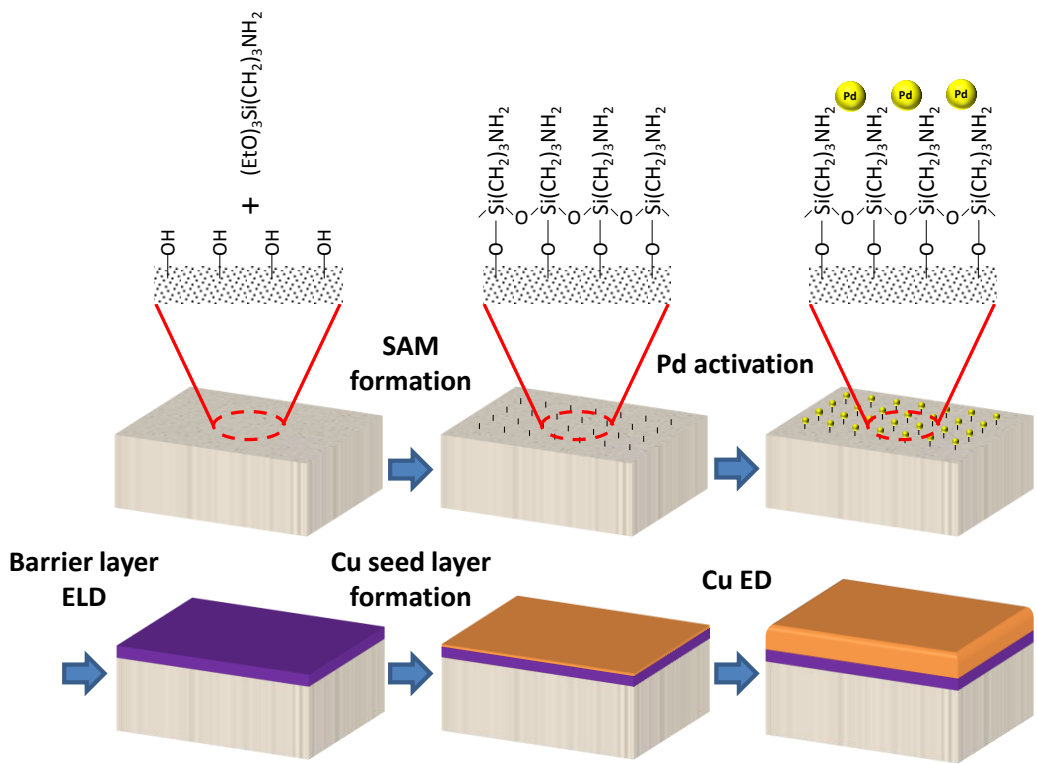 (EtO)₃Si(CH₂)₃NH₂
+
OH OH OH OH
Si(CH₂)₃NH₂ Si(CH₂)₃NH₂ Si(CH₂)₃NH₂ Si(CH₂)₃NH₂
O O O
O O O O
Pd Pd Pd
Si(CH₂)₃NH₂ Si(CH₂)₃NH₂ Si(CH₂)₃NH₂ Si(CH₂)₃NH₂
O O O
O O O O
SAM
formation
Pd activation
Barrier layer
ELD
Cu seed layer
formation
Cu ED